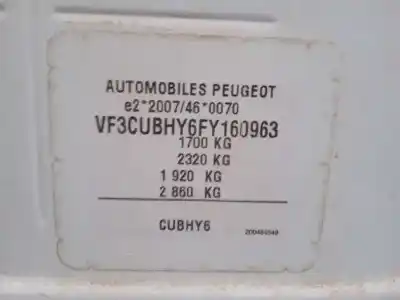 AUTOMOBILES PEUGEOT
e2*2007/46*0070
VF3CUBHY6FY160963
1700 KG
2320 KG
1 920 KG
2 860 KG
CUBHY6